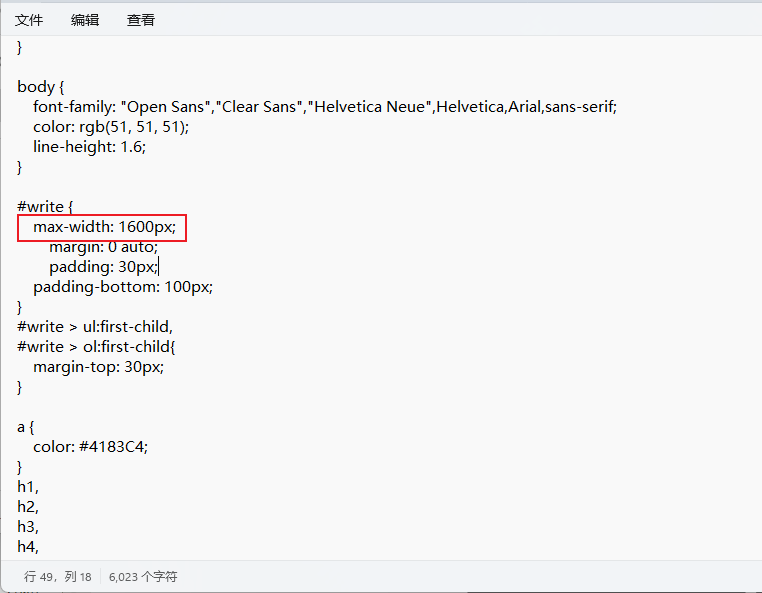 文件 编辑 查看
}
body {
font-family: "Open Sans","Clear Sans","Helvetica Neue",Helvetica,Arial,sans-serif;
color: rgb(51, 51, 51);
line-height: 1.6;
}
#write {
max-width: 1600px;
margin: 0 auto;
padding: 30px;
padding-bottom: 100px;
}
#write > ul:first-child,
#write > ol:first-child{
margin-top: 30px;
}
a {
color: #4183C4;
}
h1,
h2,
h3,
h4,
行 49，列 18 6,023 个字符